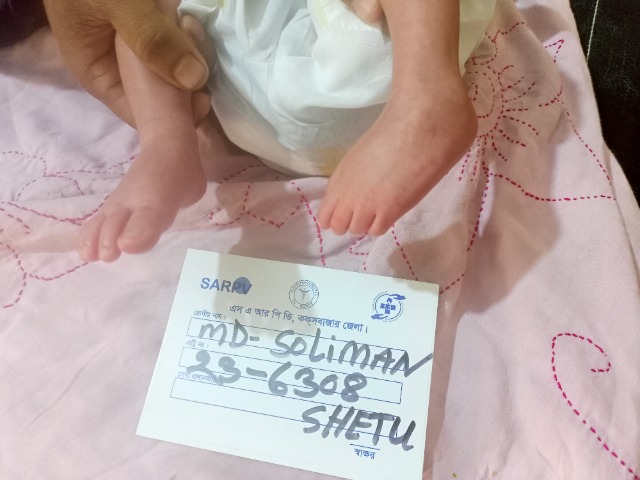 SARPV
এস এ আর পি ভি, কক্সবাজার জেলা।
রোগীর নাম :
MD- SOLIMAN
23-6308
SHETU
স্বাক্ষর